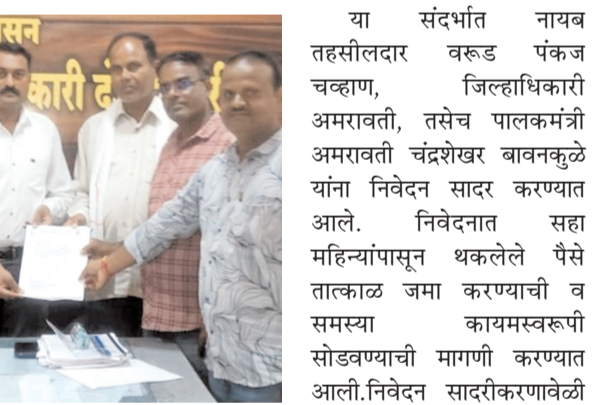 सन
कारी
या संदर्भात नायब
तहसीलदार वरूड पंकज
चव्हाण, जिल्हाधिकारी
अमरावती, तसेच पालकमंत्री
अमरावती चंद्रशेखर बावनकुळे
यांना निवेदन सादर करण्यात
आले. निवेदनात सहा
महिन्यांपासून थकलेले पैसे
तात्काळ जमा करण्याची व
समस्या कायमस्वरूपी
सोडवण्याची मागणी करण्यात
आली.निवेदन सादरीकरणावेळी